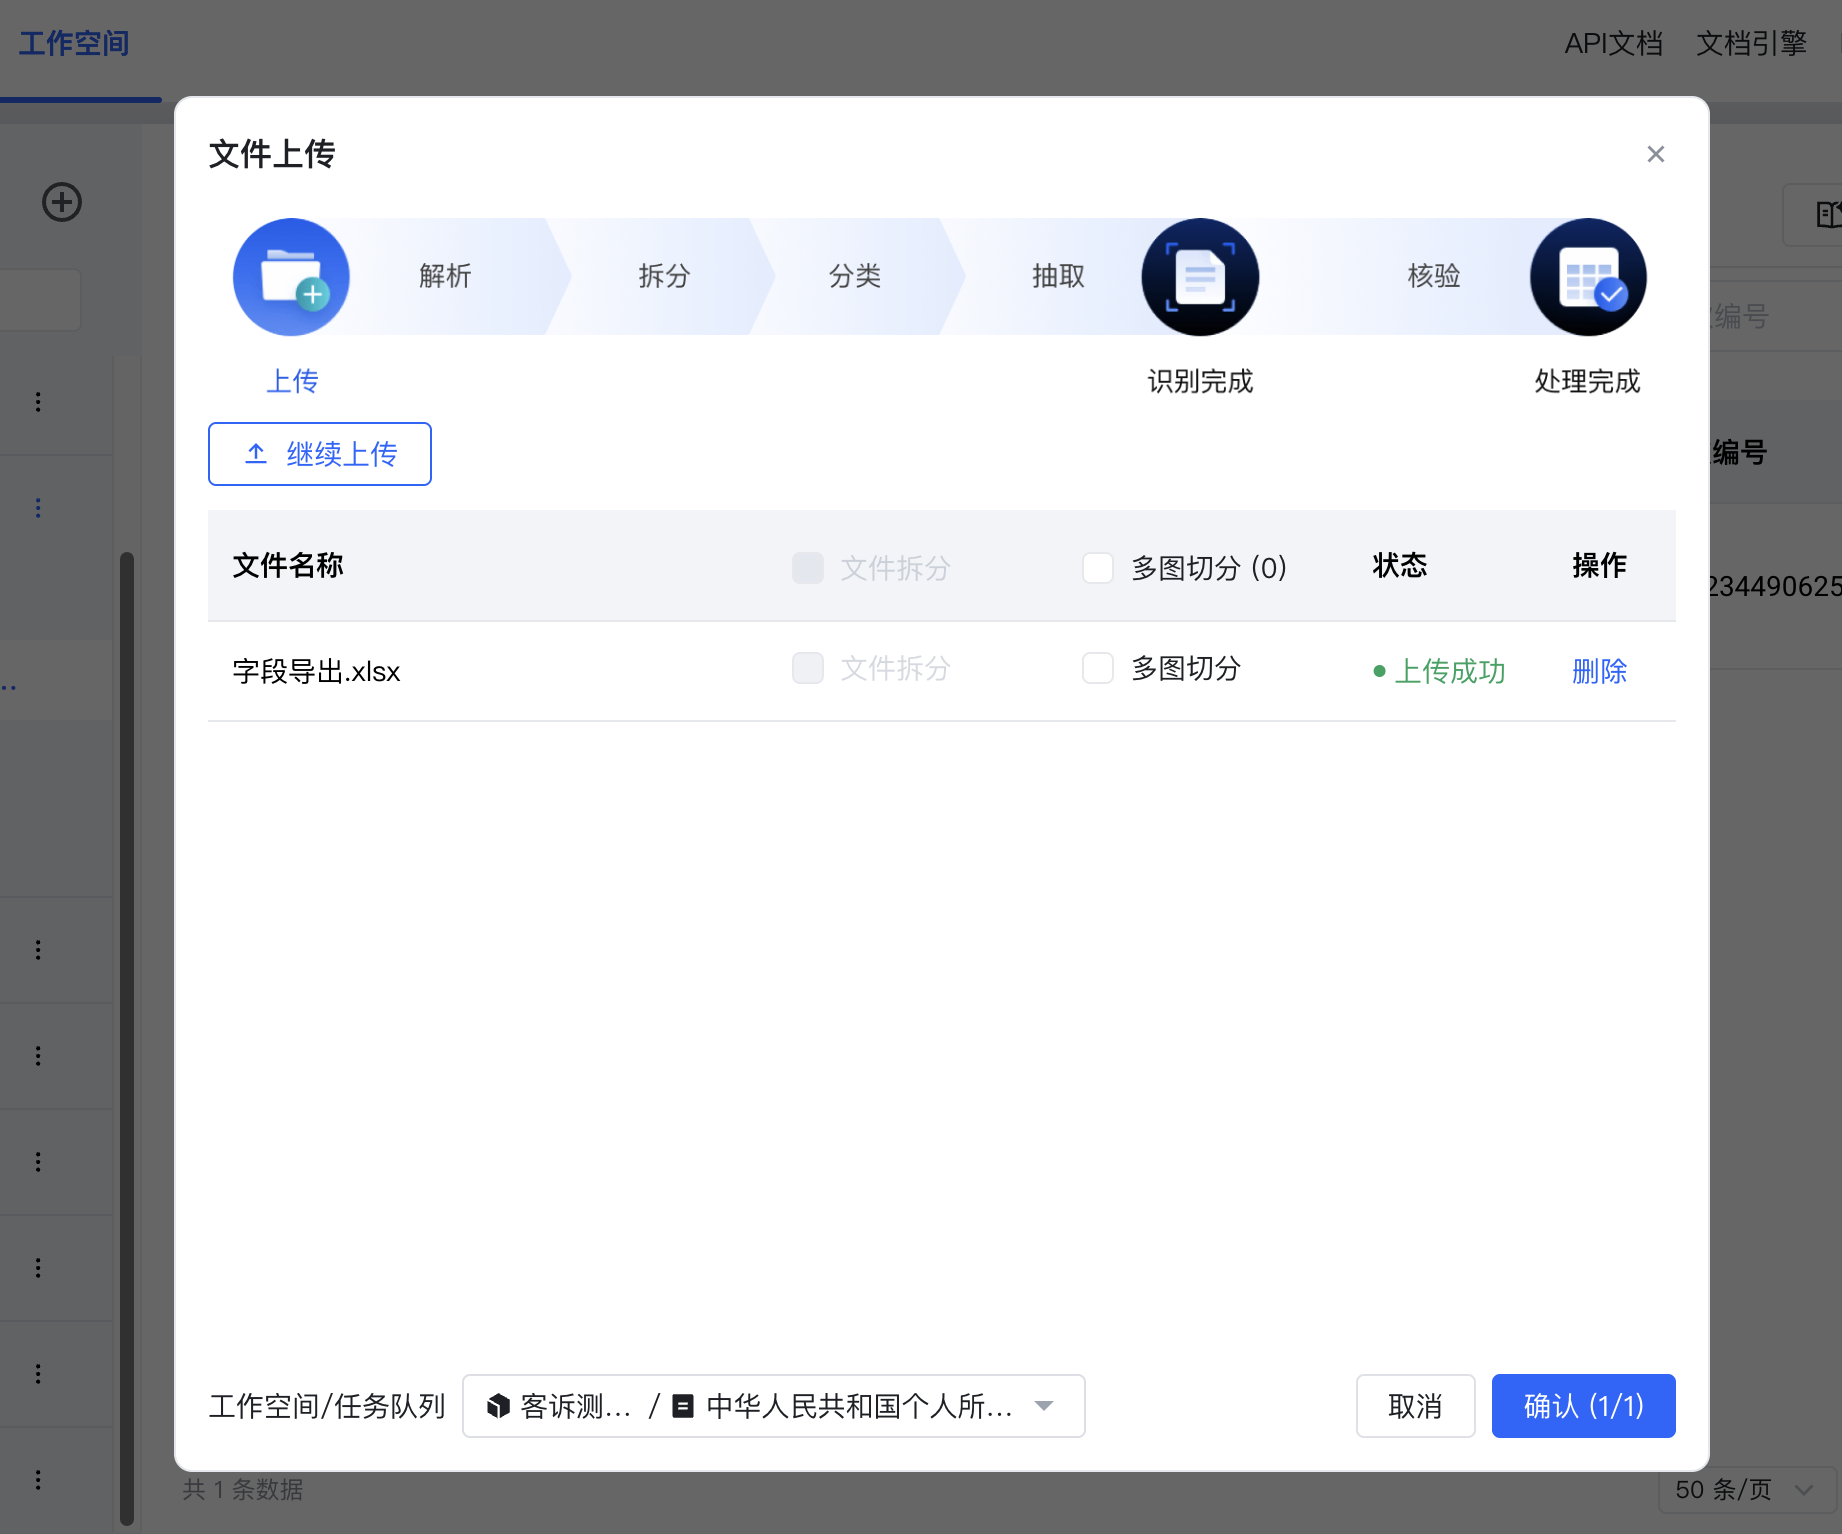 工作空间
API文档
文档引擎
文件上传
解析
拆分
分类
抽取
核验
上传
识别完成
处理完成
继续上传
文件名称
文件拆分
多图切分 (0)
状态
操作
字段导出.xlsx
文件拆分
多图切分
上传成功
删除
编号
编号
234490625
工作空间/任务队列
客诉测... / 中华人民共和国个人所...
取消
确认 (1/1)
共 1 条数据
50 条/页